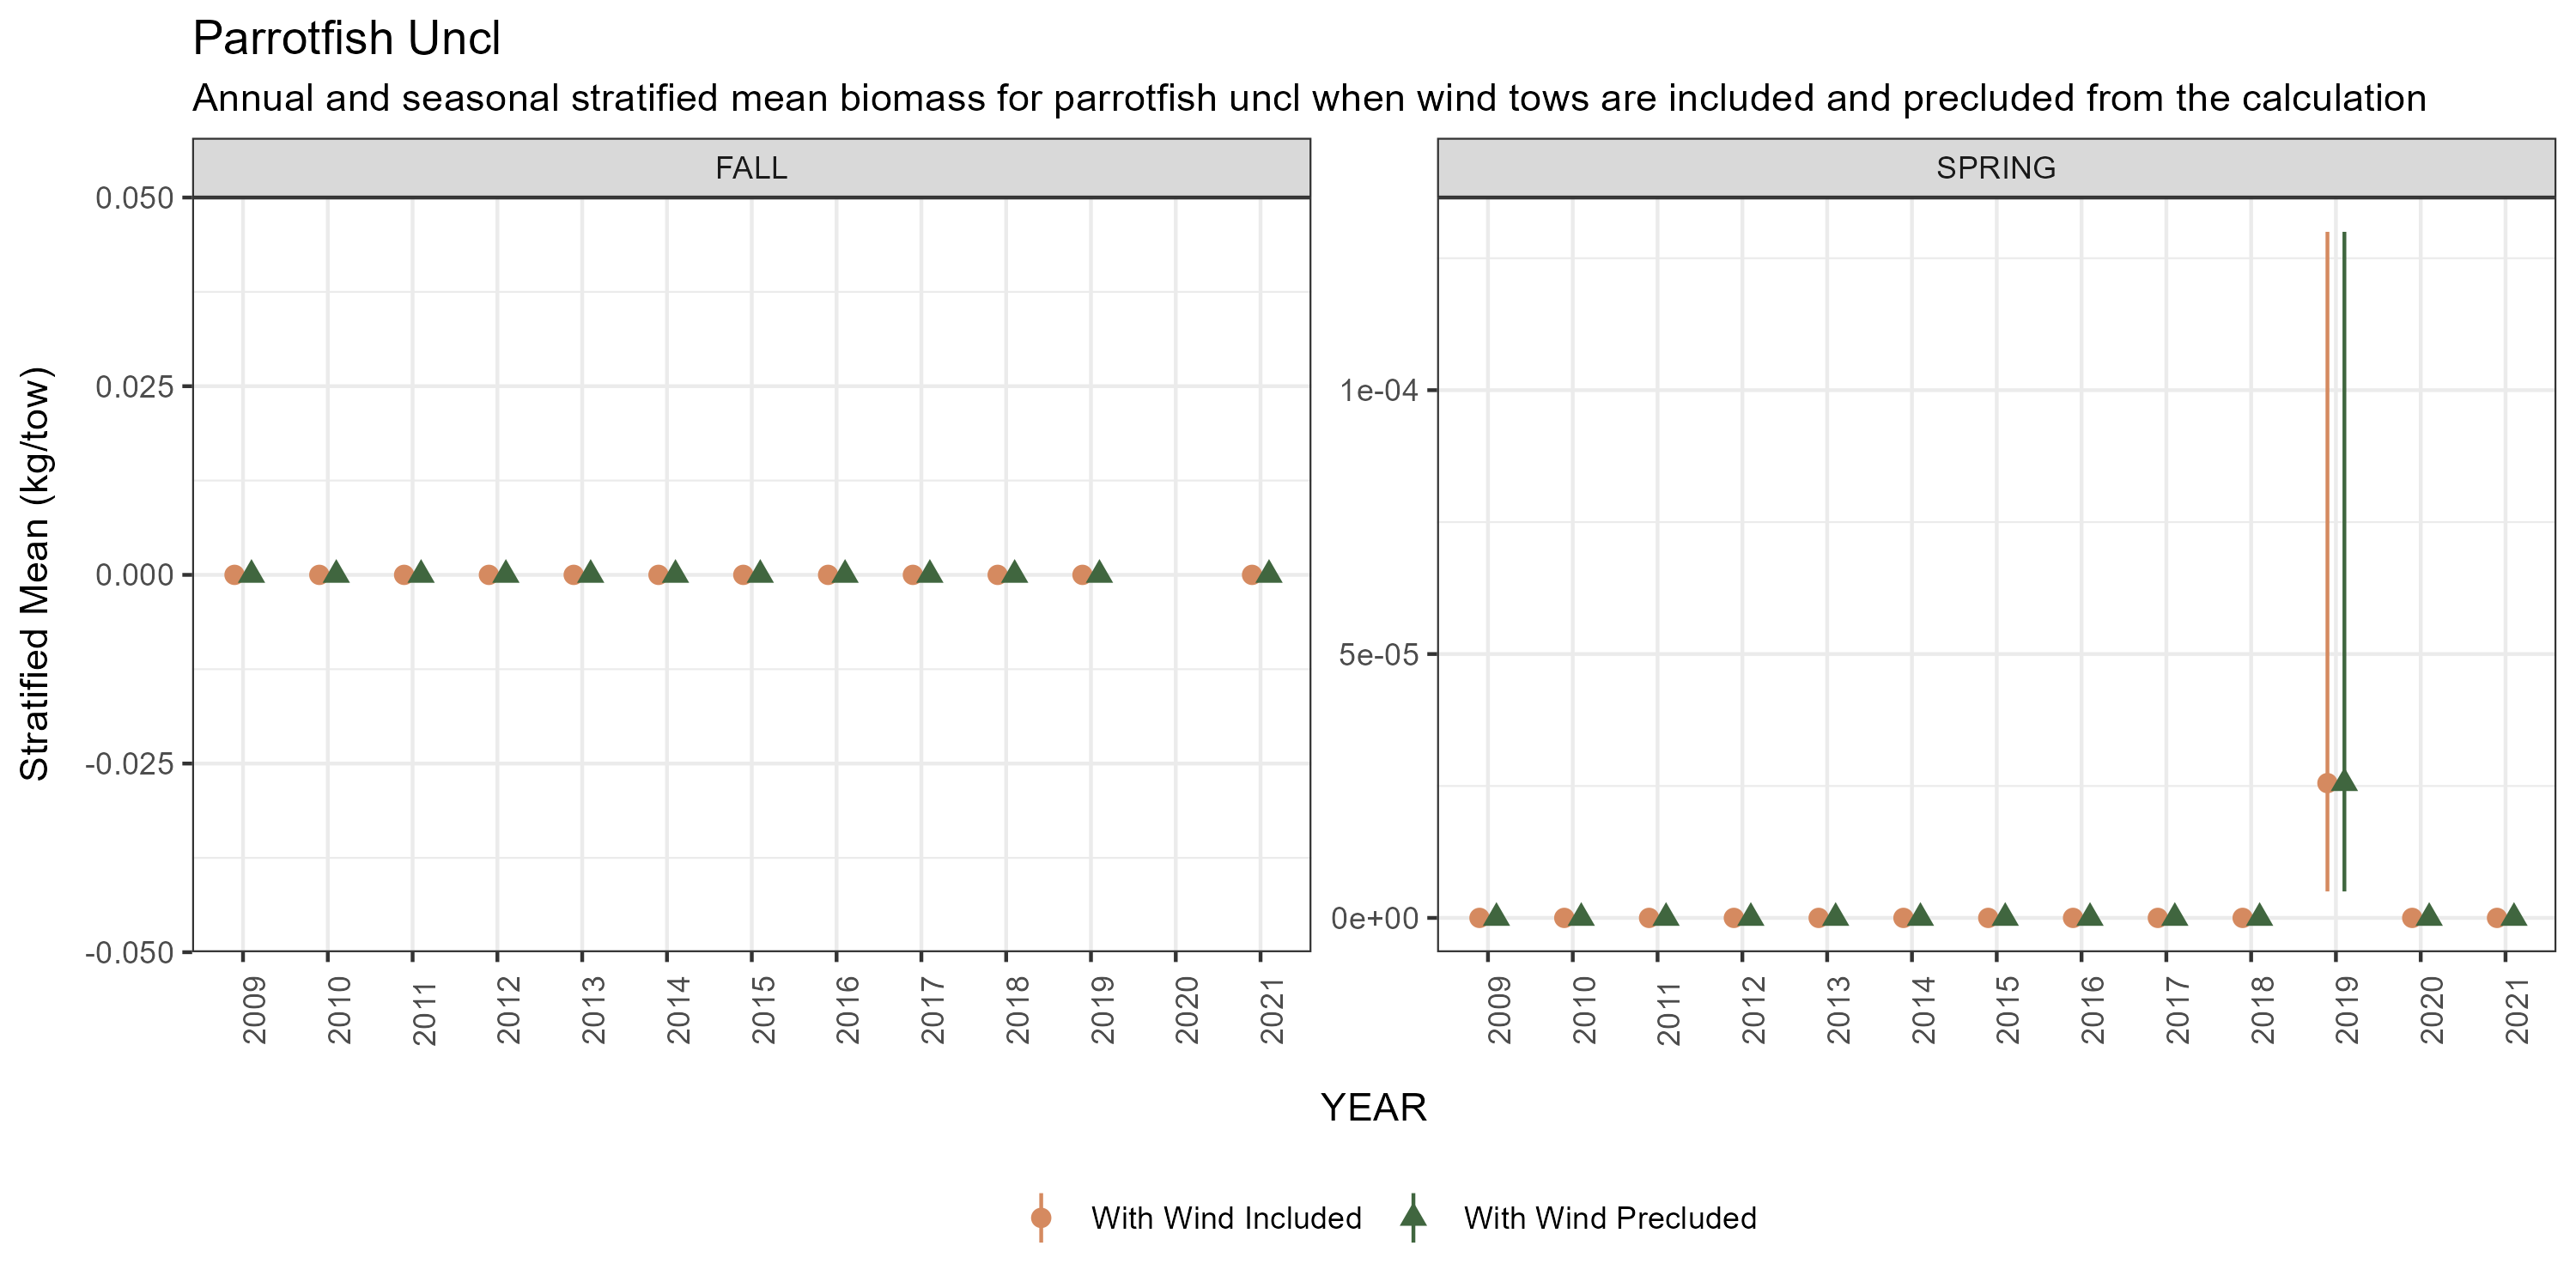 Parrotfish Uncl
Annual and seasonal stratified mean biomass for parrotfish uncl when wind tows are included and precluded from the calculation
FALL
SPRING
Stratified Mean (kg/tow)
0.050
0.025
0.000
-0.025
-0.050
1e-04
5e-05
0e+00
2009 2010 2011 2012 2013 2014 2015 2016 2017 2018 2019 2020 2021
2009 2010 2011 2012 2013 2014 2015 2016 2017 2018 2019 2020 2021
YEAR
With Wind Included
With Wind Precluded